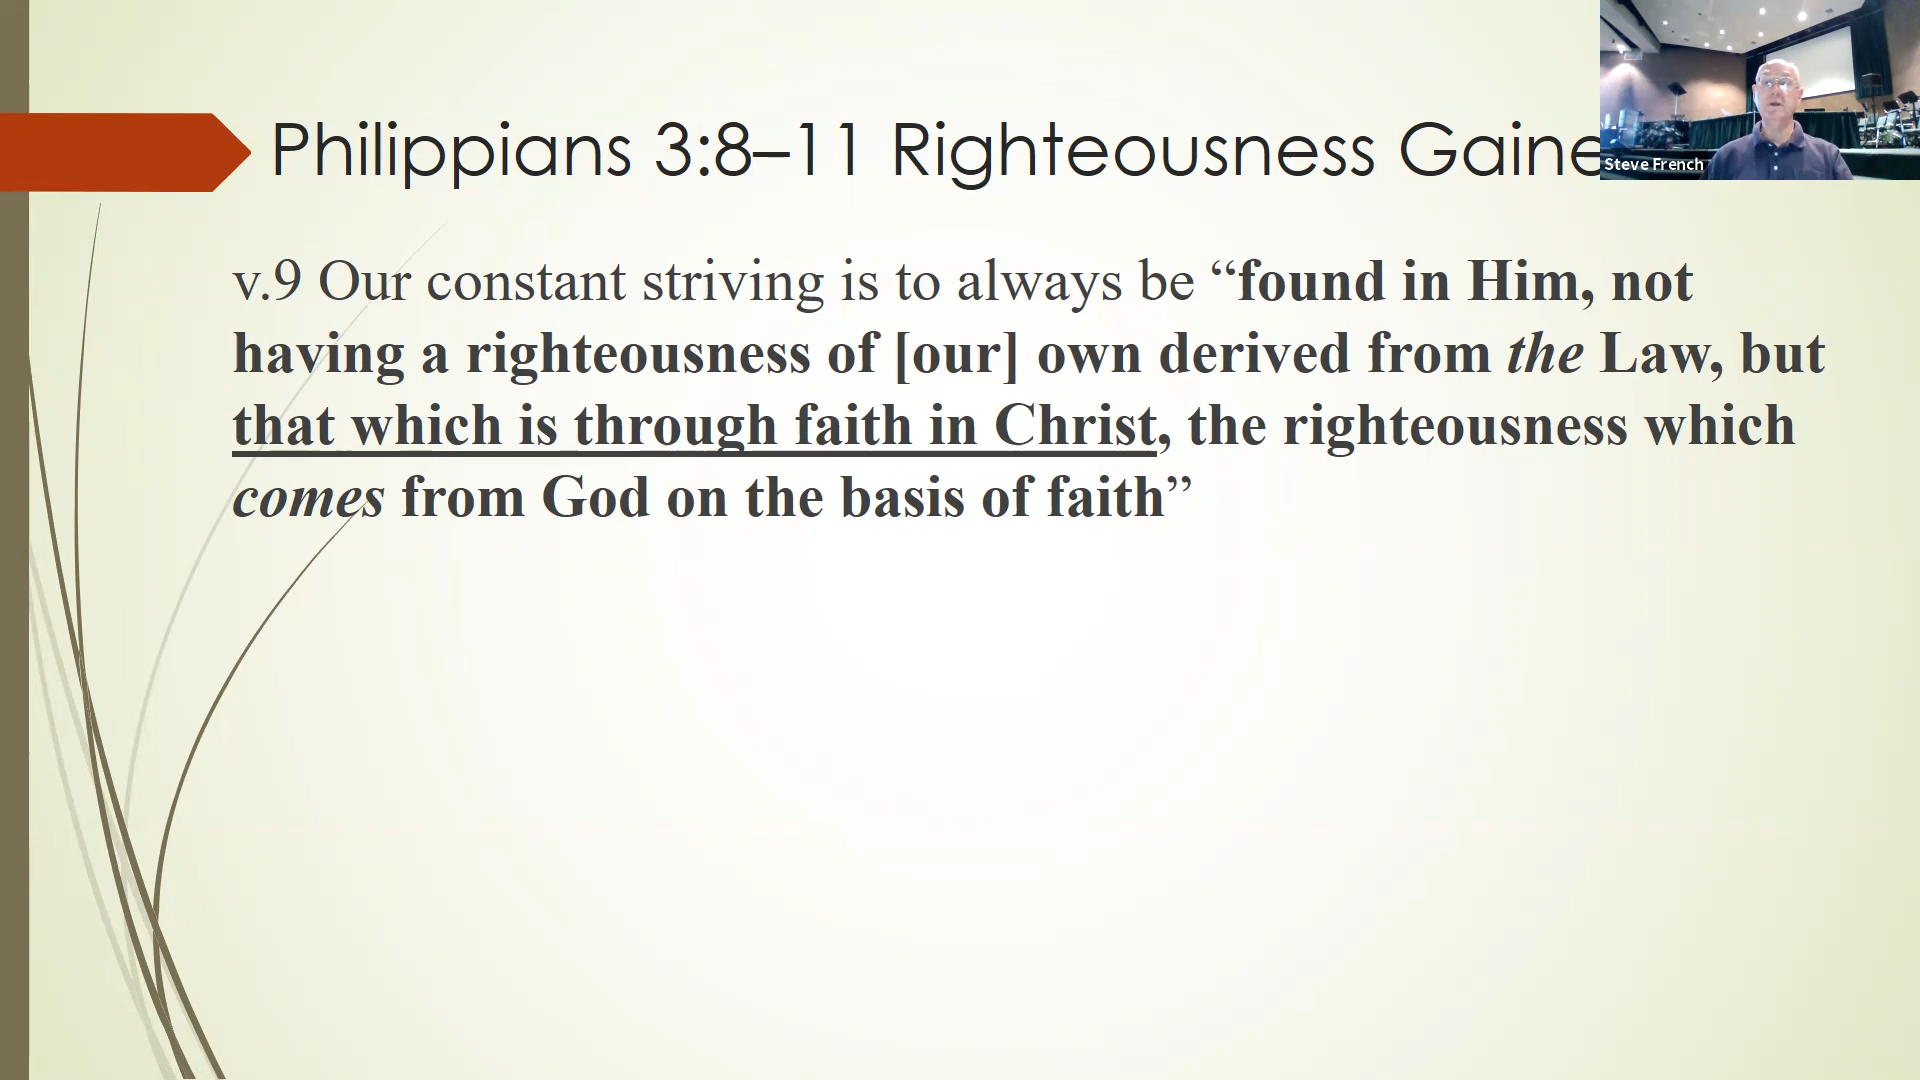 Philippians 3:8–11 Righteousness Gaine
Steve French
v.9 Our constant striving is to always be “found in Him, not
having a righteousness of [our] own derived from the Law, but
that which is through faith in Christ, the righteousness which
comes from God on the basis of faith”